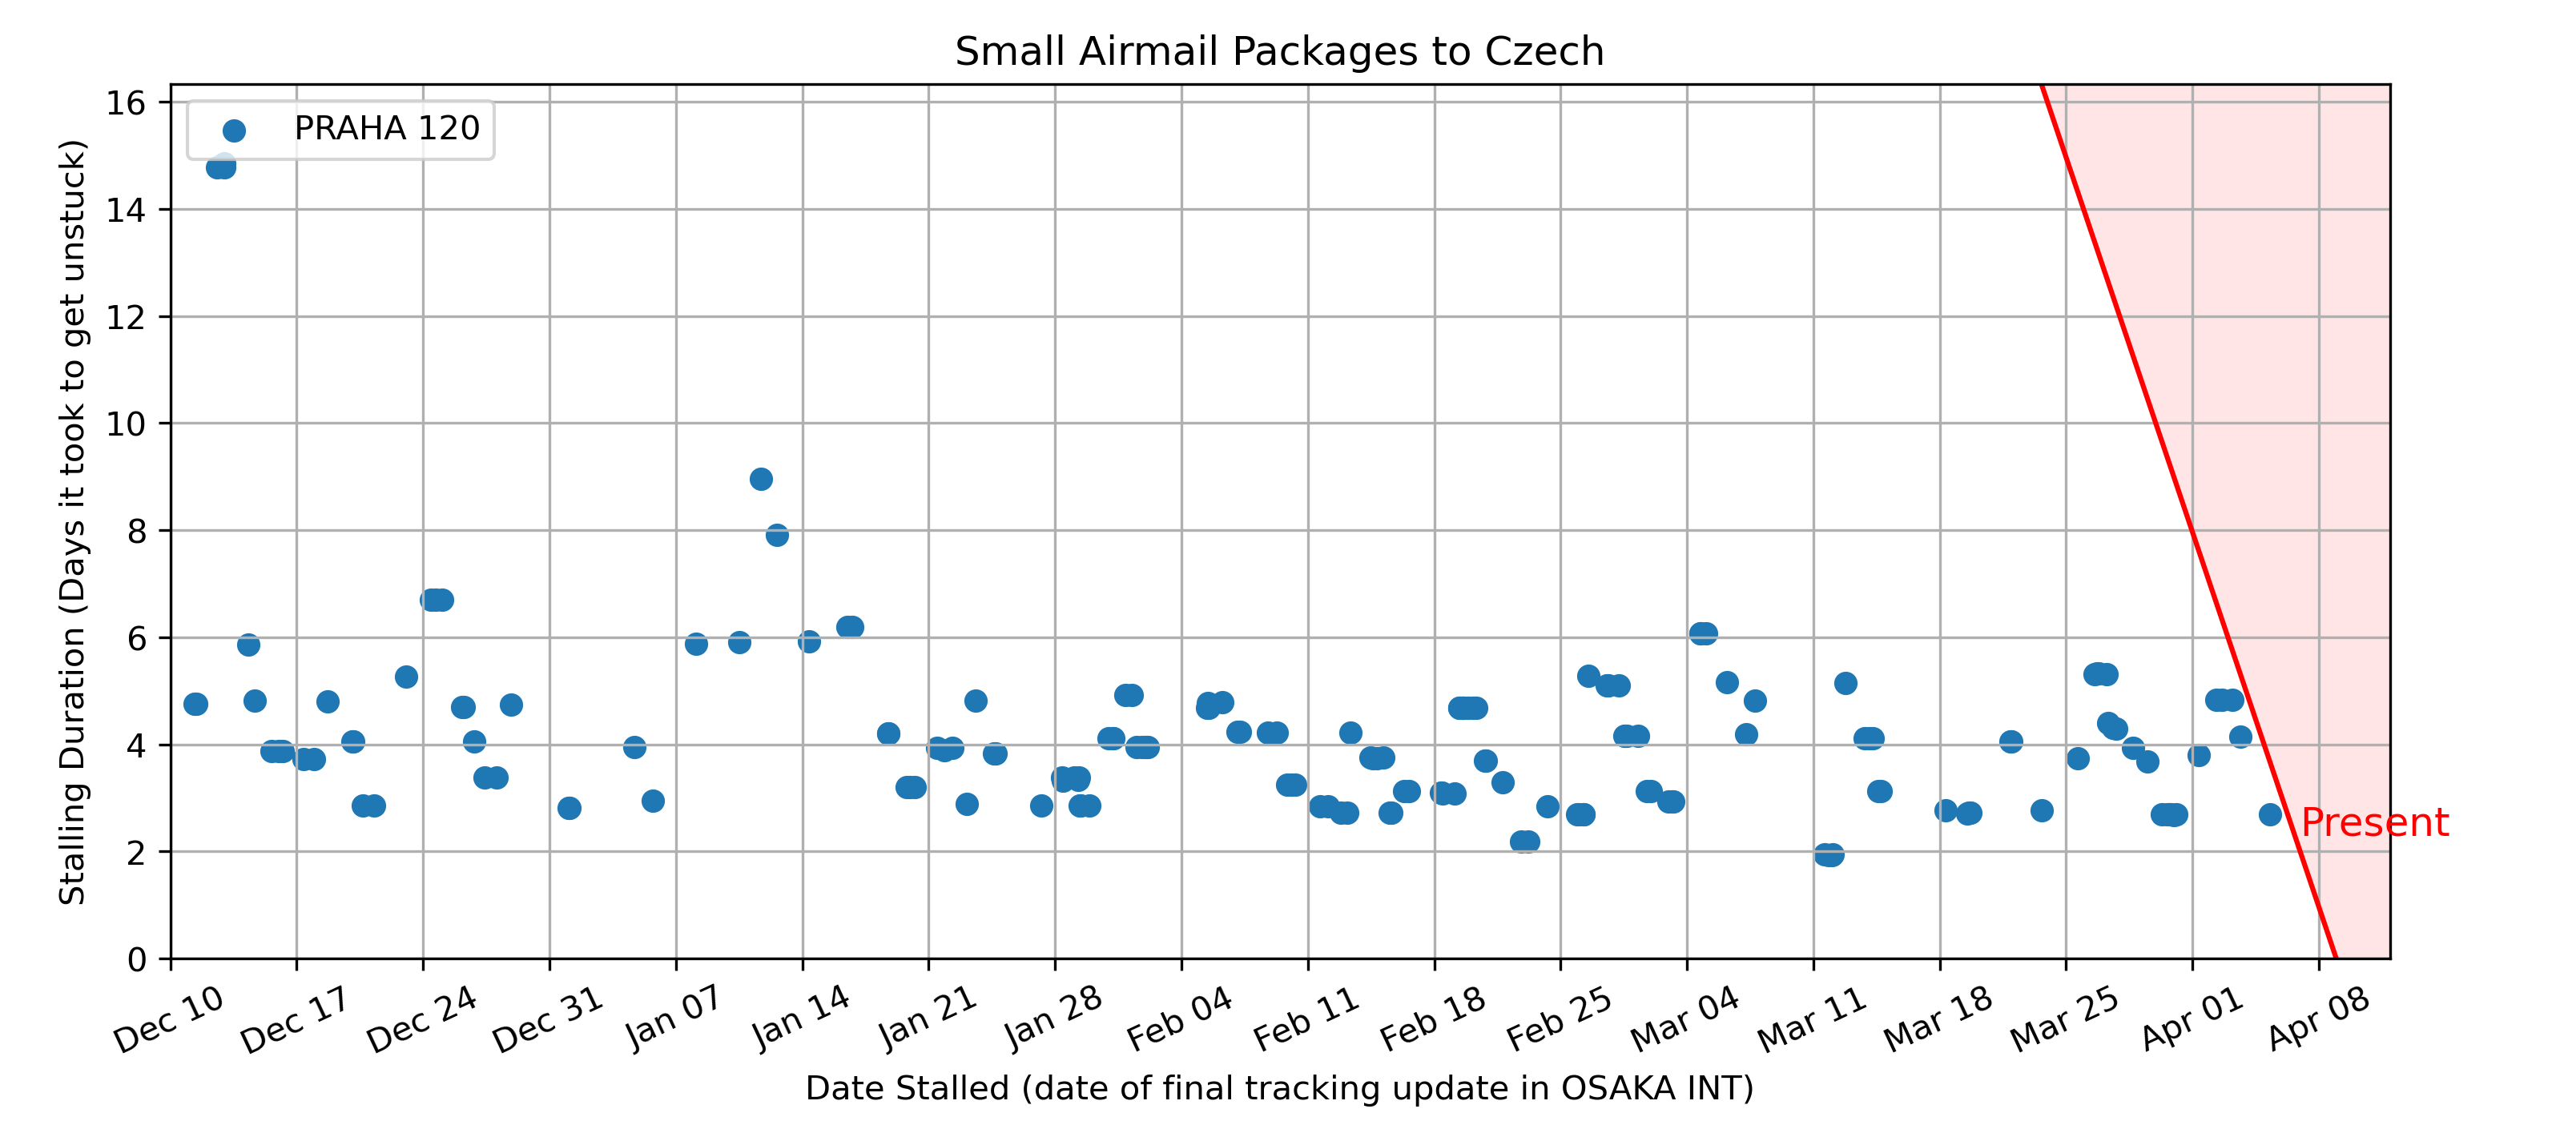 Small Airmail Packages to Czech
PRAHA 120
Stalling Duration (Days it took to get unstuck)
16
14
12
10
8
6
4
2
0
Present
Dec 10
Dec 17
Dec 24
Dec 31
Jan 07
Jan 14
Jan 21
Jan 28
Feb 04
Feb 11
Feb 18
Feb 25
Mar 04
Mar 11
Mar 18
Mar 25
Apr 01
Apr 08
Date Stalled (date of final tracking update in OSAKA INT)